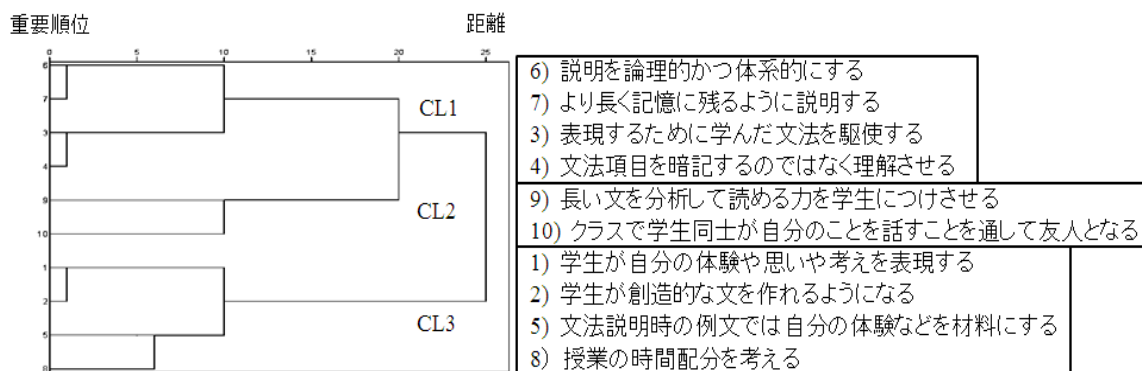 重要順位
距離
0 5 10 15 20 25
6
7
3
4
9
10
1
2
5
8
CL1
CL2
CL3
6) 説明を論理的かつ体系的にする
7) より長く記憶に残るように説明する
3) 表現するために学んだ文法を駆使する
4) 文法項目を暗記するのではなく理解させる
9) 長い文を分析して読める力を学生につけさせる
10) クラスで学生同士が自分のことを話すことを通して友人となる
1) 学生が自分の体験や思いや考えを表現する
2) 学生が創造的な文を作れるようになる
5) 文法説明時の例文では自分の体験などを材料にする
8) 授業の時間配分を考える